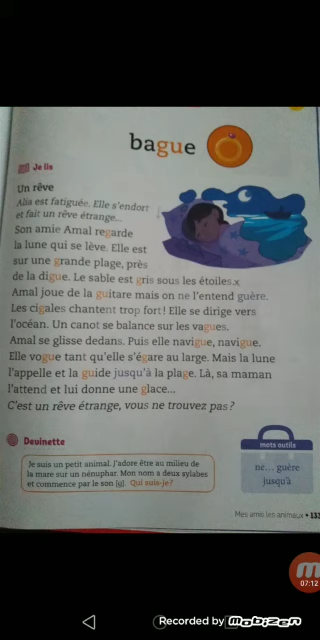 bague
Je lis
Un rêve
Alia est fatiguée. Elle s'endort
et fait un rêve étrange...
Son amie Amal regarde
la lune qui se lève. Elle est
sur une grande plage, près
de la digue. Le sable est gris sous les étoiles.
Amal joue de la guitare mais on ne l'entend guère.
Les cigales chantent trop fort ! Elle se dirige vers
l'océan. Un canot se balance sur les vagues.
Amal se glisse dedans. Puis elle navigue, navigue.
Elle vogue tant qu'elle s'égare au large. Mais la lune
l'appelle et la guide jusqu'à la plage. Là, sa maman
l'attend et lui donne une glace...
C'est un rêve étrange, vous ne trouvez pas ?
Devinette
Je suis un petit animal. J'adore être au milieu de
la mare sur un nénuphar. Mon nom a deux sylabes
et commence par le son [g]. Qui suis-je?
mots outils
ne... guère
jusqu'à
Mes amis les animaux • 133
07:12
Recorded by Mobizen